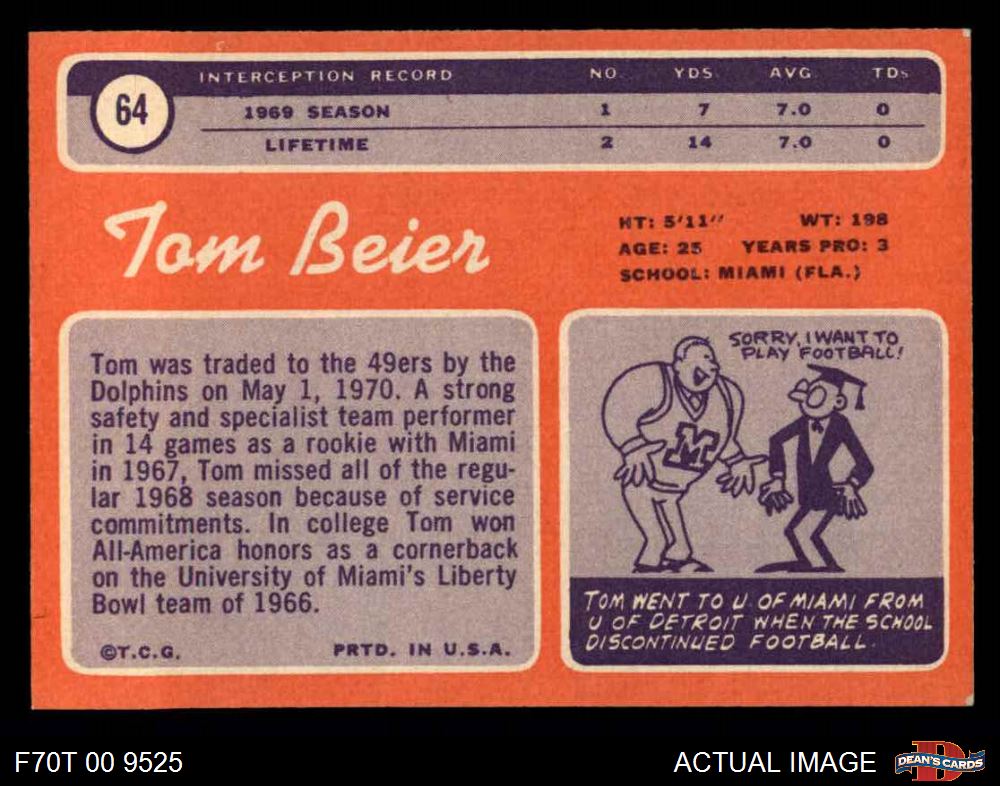 64
INTERCEPTION RECORD NO. YDS. AVG. TDs
1969 SEASON 1 7 7.0 0
LIFETIME 2 14 7.0 0
Tom Beier
HT: 5'11" WT: 198
AGE: 25 YEARS PRO: 3
SCHOOL: MIAMI (FLA.)
Tom was traded to the 49ers by the
Dolphins on May 1, 1970. A strong
safety and specialist team performer
in 14 games as a rookie with Miami
in 1967, Tom missed all of the regu-
lar 1968 season because of service
commitments. In college Tom won
All-America honors as a cornerback
on the University of Miami's Liberty
Bowl team of 1966.
©T.C.G. PRTD. IN U.S.A.
SORRY, I WANT TO
PLAY FOOTBALL!
M
TOM WENT TO U. OF MIAMI FROM
U OF DETROIT WHEN THE SCHOOL
DISCONTINUED FOOTBALL.
F70T 00 9525
ACTUAL IMAGE
D
DEAN'S CARDS